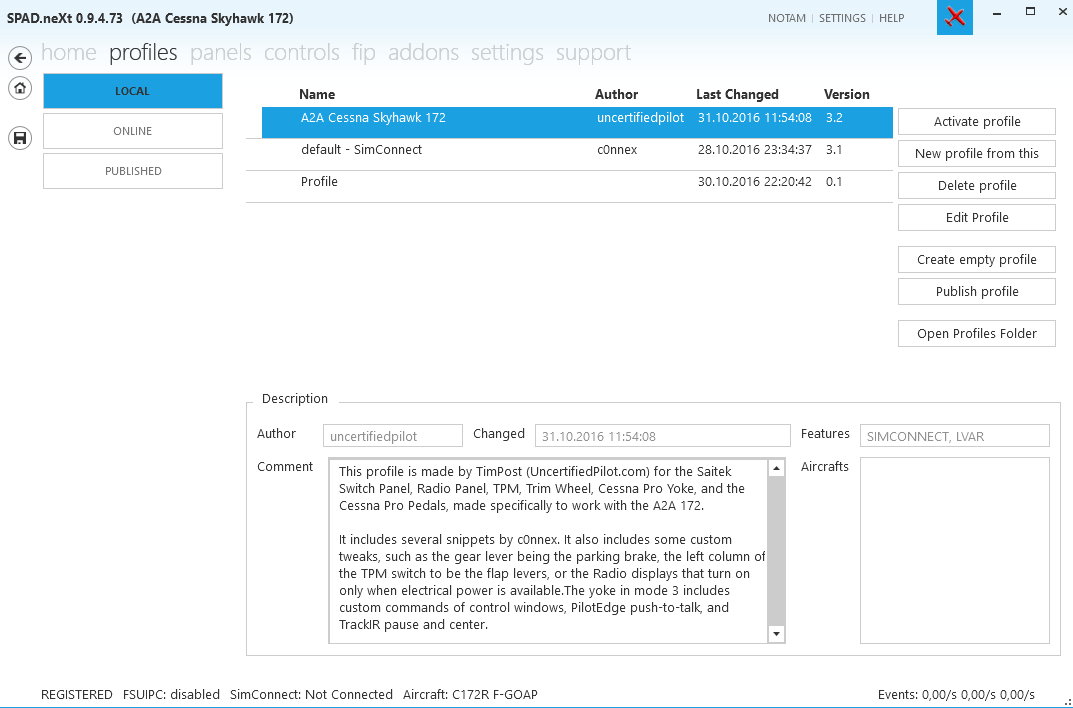 SPAD.neXt 0.9.4.73 (A2A Cessna Skyhawk 172)
NOTAM | SETTINGS | HELP
home profiles panels controls fip addons settings support
LOCAL
ONLINE
PUBLISHED
Name Author Last Changed Version
A2A Cessna Skyhawk 172 uncertifiedpilot 31.10.2016 11:54:08 3.2
default - SimConnect c0nnex 28.10.2016 23:34:37 3.1
Profile 30.10.2016 22:20:42 0.1
Activate profile
New profile from this
Delete profile
Edit Profile
Create empty profile
Publish profile
Open Profiles Folder
Description
Author uncertifiedpilot Changed 31.10.2016 11:54:08 Features SIMCONNECT, LVAR
Comment
This profile is made by TimPost (UncertifiedPilot.com) for the Saitek
Switch Panel, Radio Panel, TPM, Trim Wheel, Cessna Pro Yoke, and the
Cessna Pro Pedals, made specifically to work with the A2A 172.
It includes several snippets by c0nnex. It also includes some custom
tweaks, such as the gear lever being the parking brake, the left column of
the TPM switch to be the flap levers, or the Radio displays that turn on
only when electrical power is available.The yoke in mode 3 includes
custom commands of control windows, PilotEdge push-to-talk, and
TrackIR pause and center.
Aircrafts
REGISTERED FSUIPC: disabled SimConnect: Not Connected Aircraft: C172R F-GOAP
Events: 0,00/s 0,00/s 0,00/s